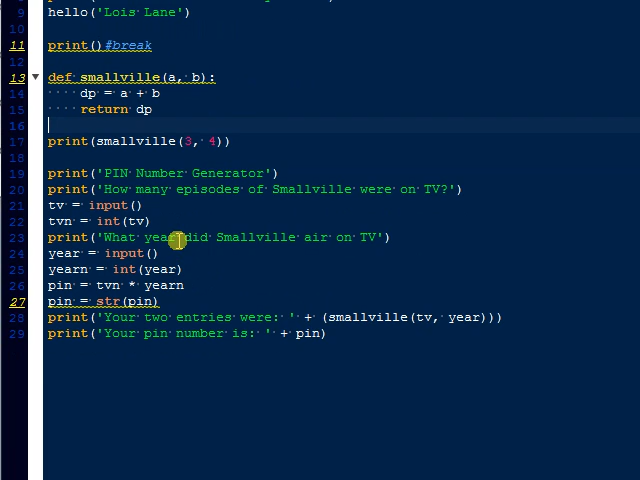 9 hello('Lois Lane')
10
11 print()#break
12
13 def smallville(a, b):
14 dp = a + b
15 return dp
16
17 print(smallville(3, 4))
18
19 print('PIN Number Generator')
20 print('How many episodes of Smallville were on TV?')
21 tv = input()
22 tvn = int(tv)
23 print('What year did Smallville air on TV')
24 year = input()
25 yearn = int(year)
26 pin = tvn * yearn
27 pin = str(pin)
28 print('Your two entries were: ' + (smallville(tv, year)))
29 print('Your pin number is: ' + pin)